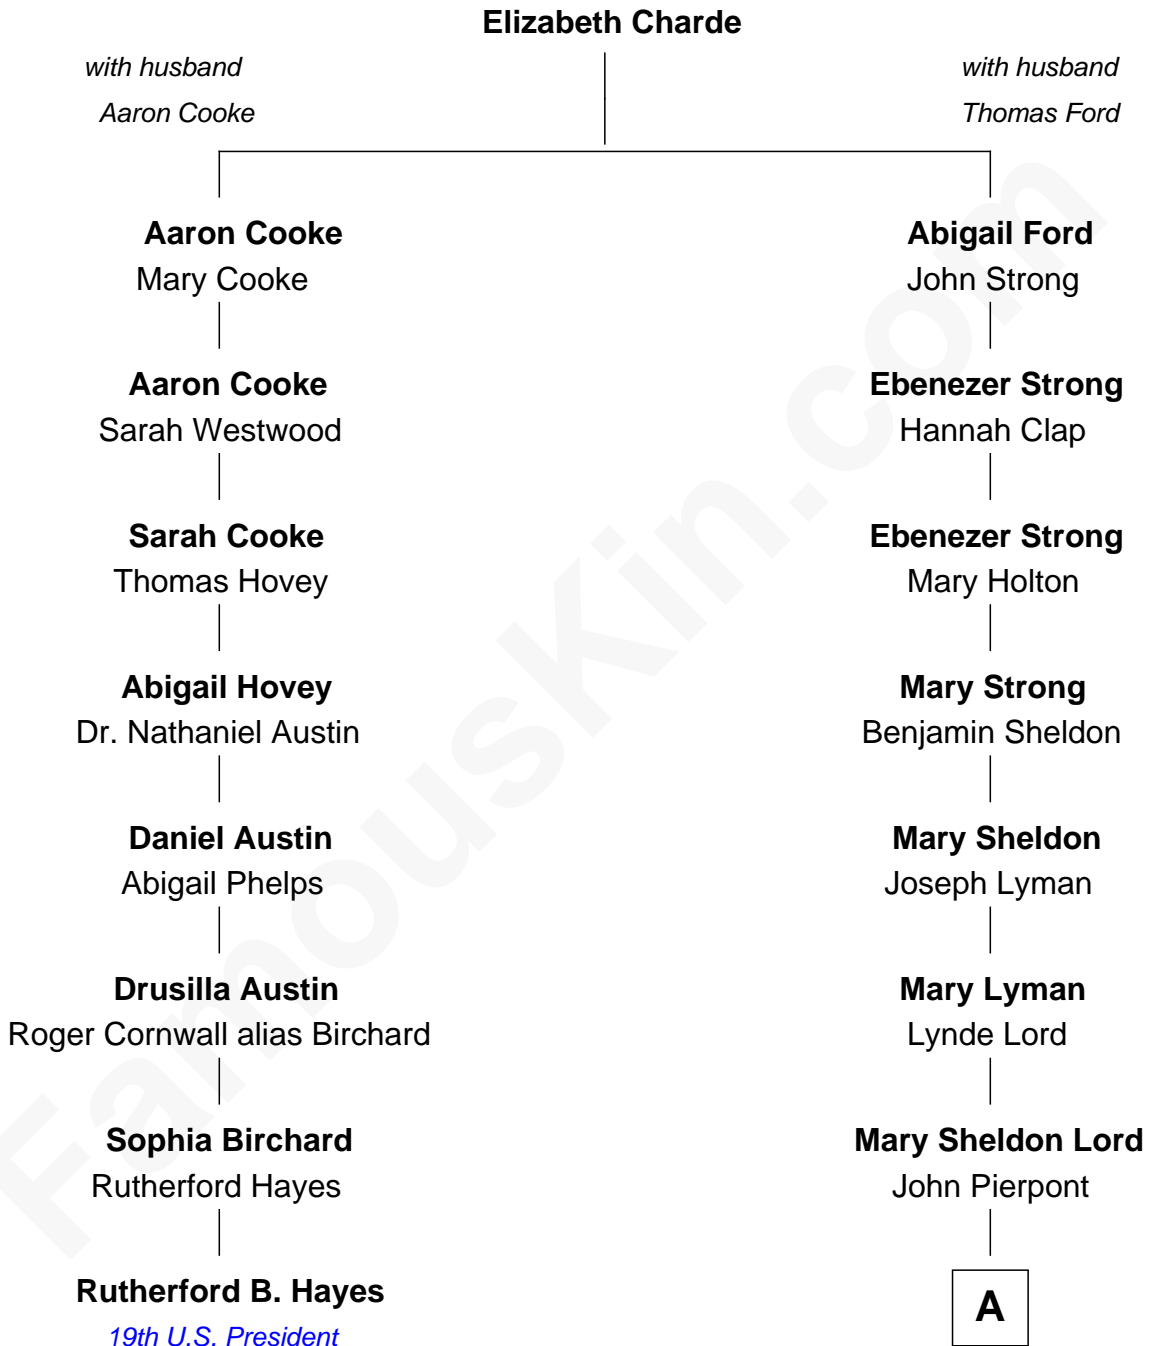 Elizabeth Charde
with husband
Aaron Cooke
with husband
Thomas Ford
Aaron Cooke
Mary Cooke
Abigail Ford
John Strong
Aaron Cooke
Sarah Westwood
Ebenezer Strong
Hannah Clap
Sarah Cooke
Thomas Hovey
Ebenezer Strong
Mary Holton
Abigail Hovey
Dr. Nathaniel Austin
Mary Strong
Benjamin Sheldon
Daniel Austin
Abigail Phelps
Mary Sheldon
Joseph Lyman
Drusilla Austin
Roger Cornwall alias Birchard
Mary Lyman
Lynde Lord
Sophia Birchard
Rutherford Hayes
Mary Sheldon Lord
John Pierpont
Rutherford B. Hayes
19th U.S. President
A
FamousKin.com